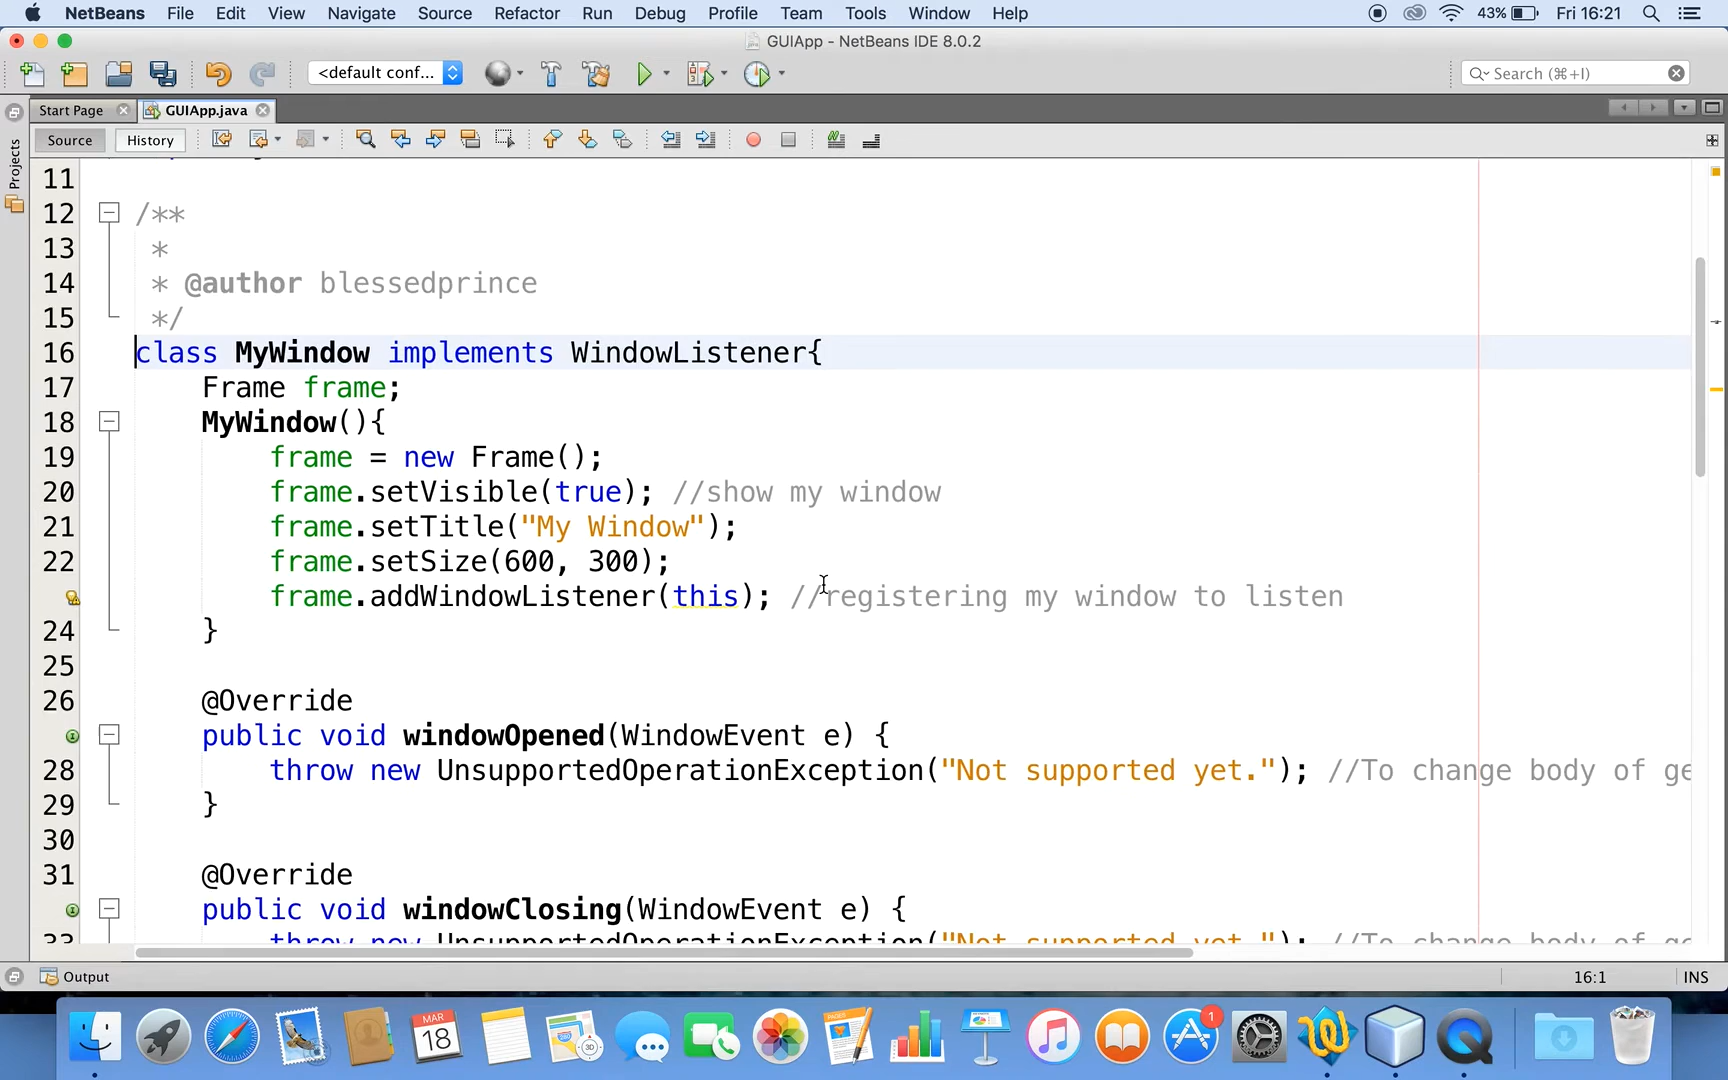 NetBeans File Edit View Navigate Source Refactor Run Debug Profile Team Tools Window Help 43% Fri 16:21
GUIApp - NetBeans IDE 8.0.2
<default conf... Search (⌘+I)
Start Page GUIApp.java
Source History
Projects
11
12 /**
13 *
14 * @author blessedprince
15 */
16 class MyWindow implements WindowListener{
17 Frame frame;
18 MyWindow(){
19 frame = new Frame();
20 frame.setVisible(true); //show my window
21 frame.setTitle("My Window");
22 frame.setSize(600, 300);
frame.addWindowListener(this); //registering my window to listen
24 }
25
26 @Override
public void windowOpened(WindowEvent e) {
28 throw new UnsupportedOperationException("Not supported yet."); //To change body of ge
29 }
30
31 @Override
public void windowClosing(WindowEvent e) {
33 throw new UnsupportedOperationException("Not supported yet."); //To change body of ge
Output 16:1 INS
MAR
18
1